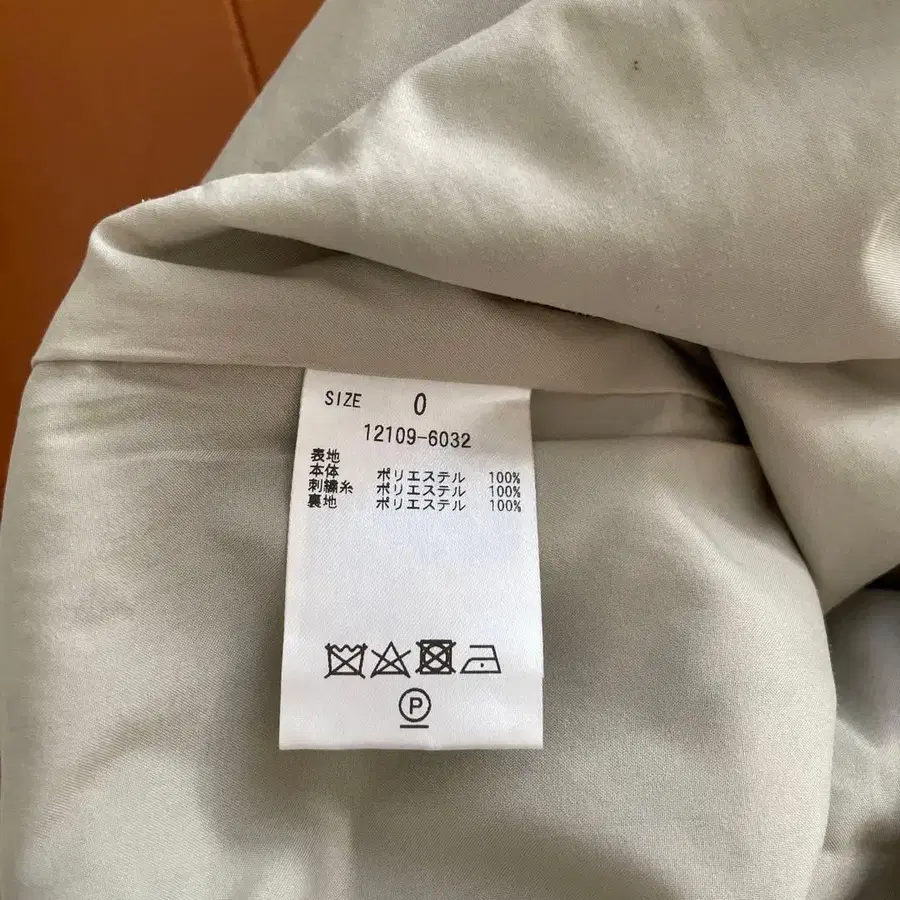 SIZE 0
12109-6032
表地
本体 ポリエステル 100%
刺繍糸 ポリエステル 100%
裏地 ポリエステル 100%
P